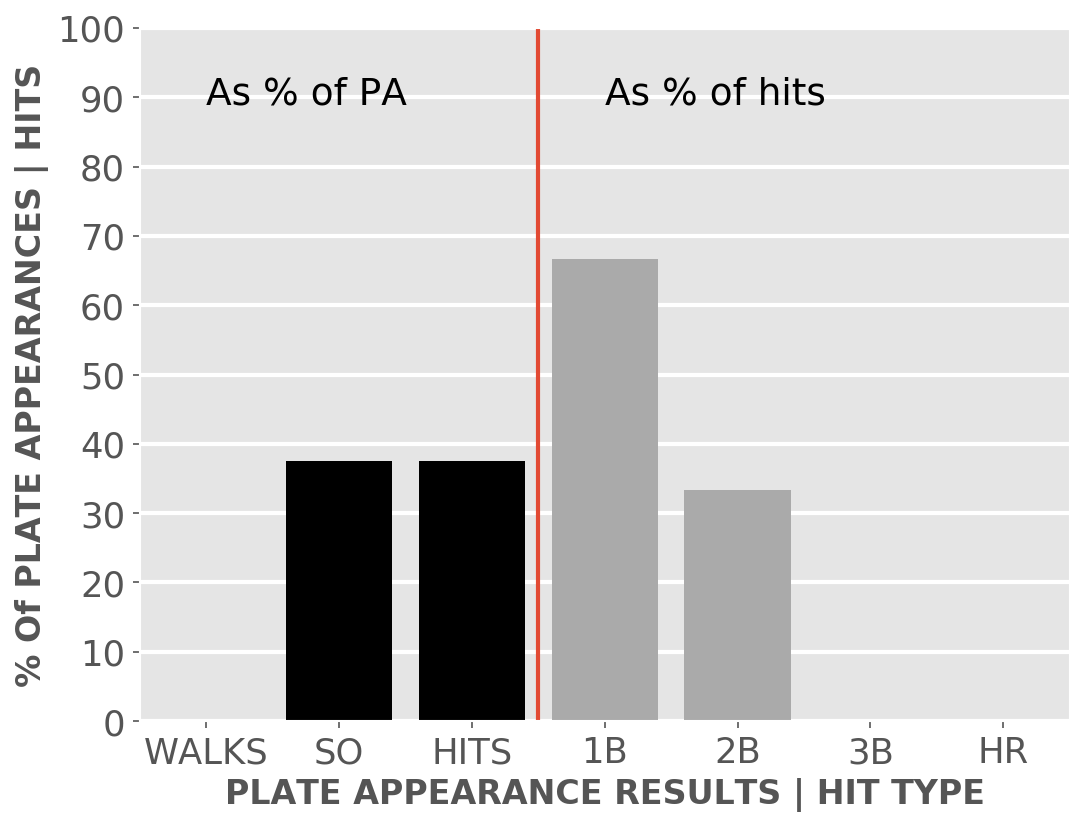 % Of PLATE APPEARANCES | HITS
100
90
80
70
60
50
40
30
20
10
0
As % of PA
As % of hits
WALKS SO HITS 1B 2B 3B HR
PLATE APPEARANCE RESULTS | HIT TYPE